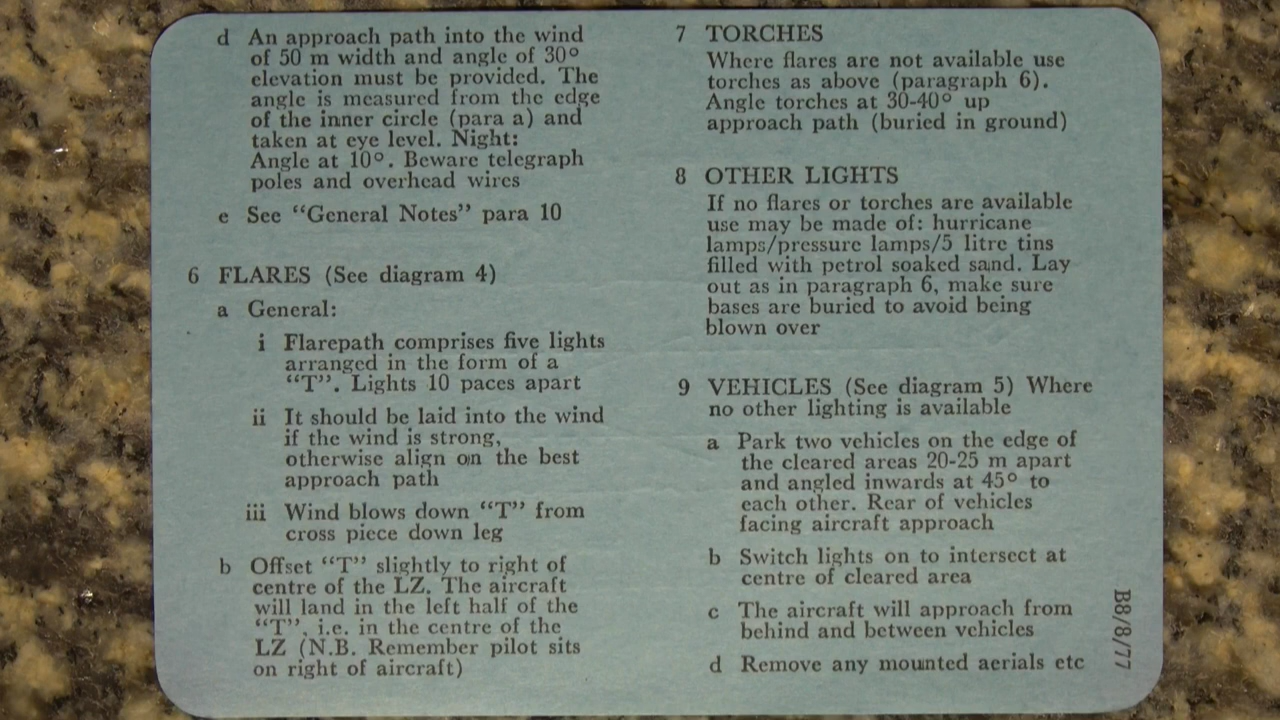 d An approach path into the wind
of 50 m width and angle of 30°
elevation must be provided. The
angle is measured from the edge
of the inner circle (para a) and
taken at eye level. Night:
Angle at 10°. Beware telegraph
poles and overhead wires
e See “General Notes” para 10
6 FLARES (See diagram 4)
a General:
i Flarepath comprises five lights
arranged in the form of a
“T”. Lights 10 paces apart
ii It should be laid into the wind
if the wind is strong,
otherwise align on the best
approach path
iii Wind blows down “T” from
cross piece down leg
b Offset “T” slightly to right of
centre of the LZ. The aircraft
will land in the left half of the
“T”, i.e. in the centre of the
LZ (N.B. Remember pilot sits
on right of aircraft)
7 TORCHES
Where flares are not available use
torches as above (paragraph 6).
Angle torches at 30-40° up
approach path (buried in ground)
8 OTHER LIGHTS
If no flares or torches are available
use may be made of: hurricane
lamps/pressure lamps/5 litre tins
filled with petrol soaked sand. Lay
out as in paragraph 6, make sure
bases are buried to avoid being
blown over
9 VEHICLES (See diagram 5) Where
no other lighting is available
a Park two vehicles on the edge of
the cleared areas 20-25 m apart
and angled inwards at 45° to
each other. Rear of vehicles
facing aircraft approach
b Switch lights on to intersect at
centre of cleared area
c The aircraft will approach from
behind and between vehicles
d Remove any mounted aerials etc
B8/8/77